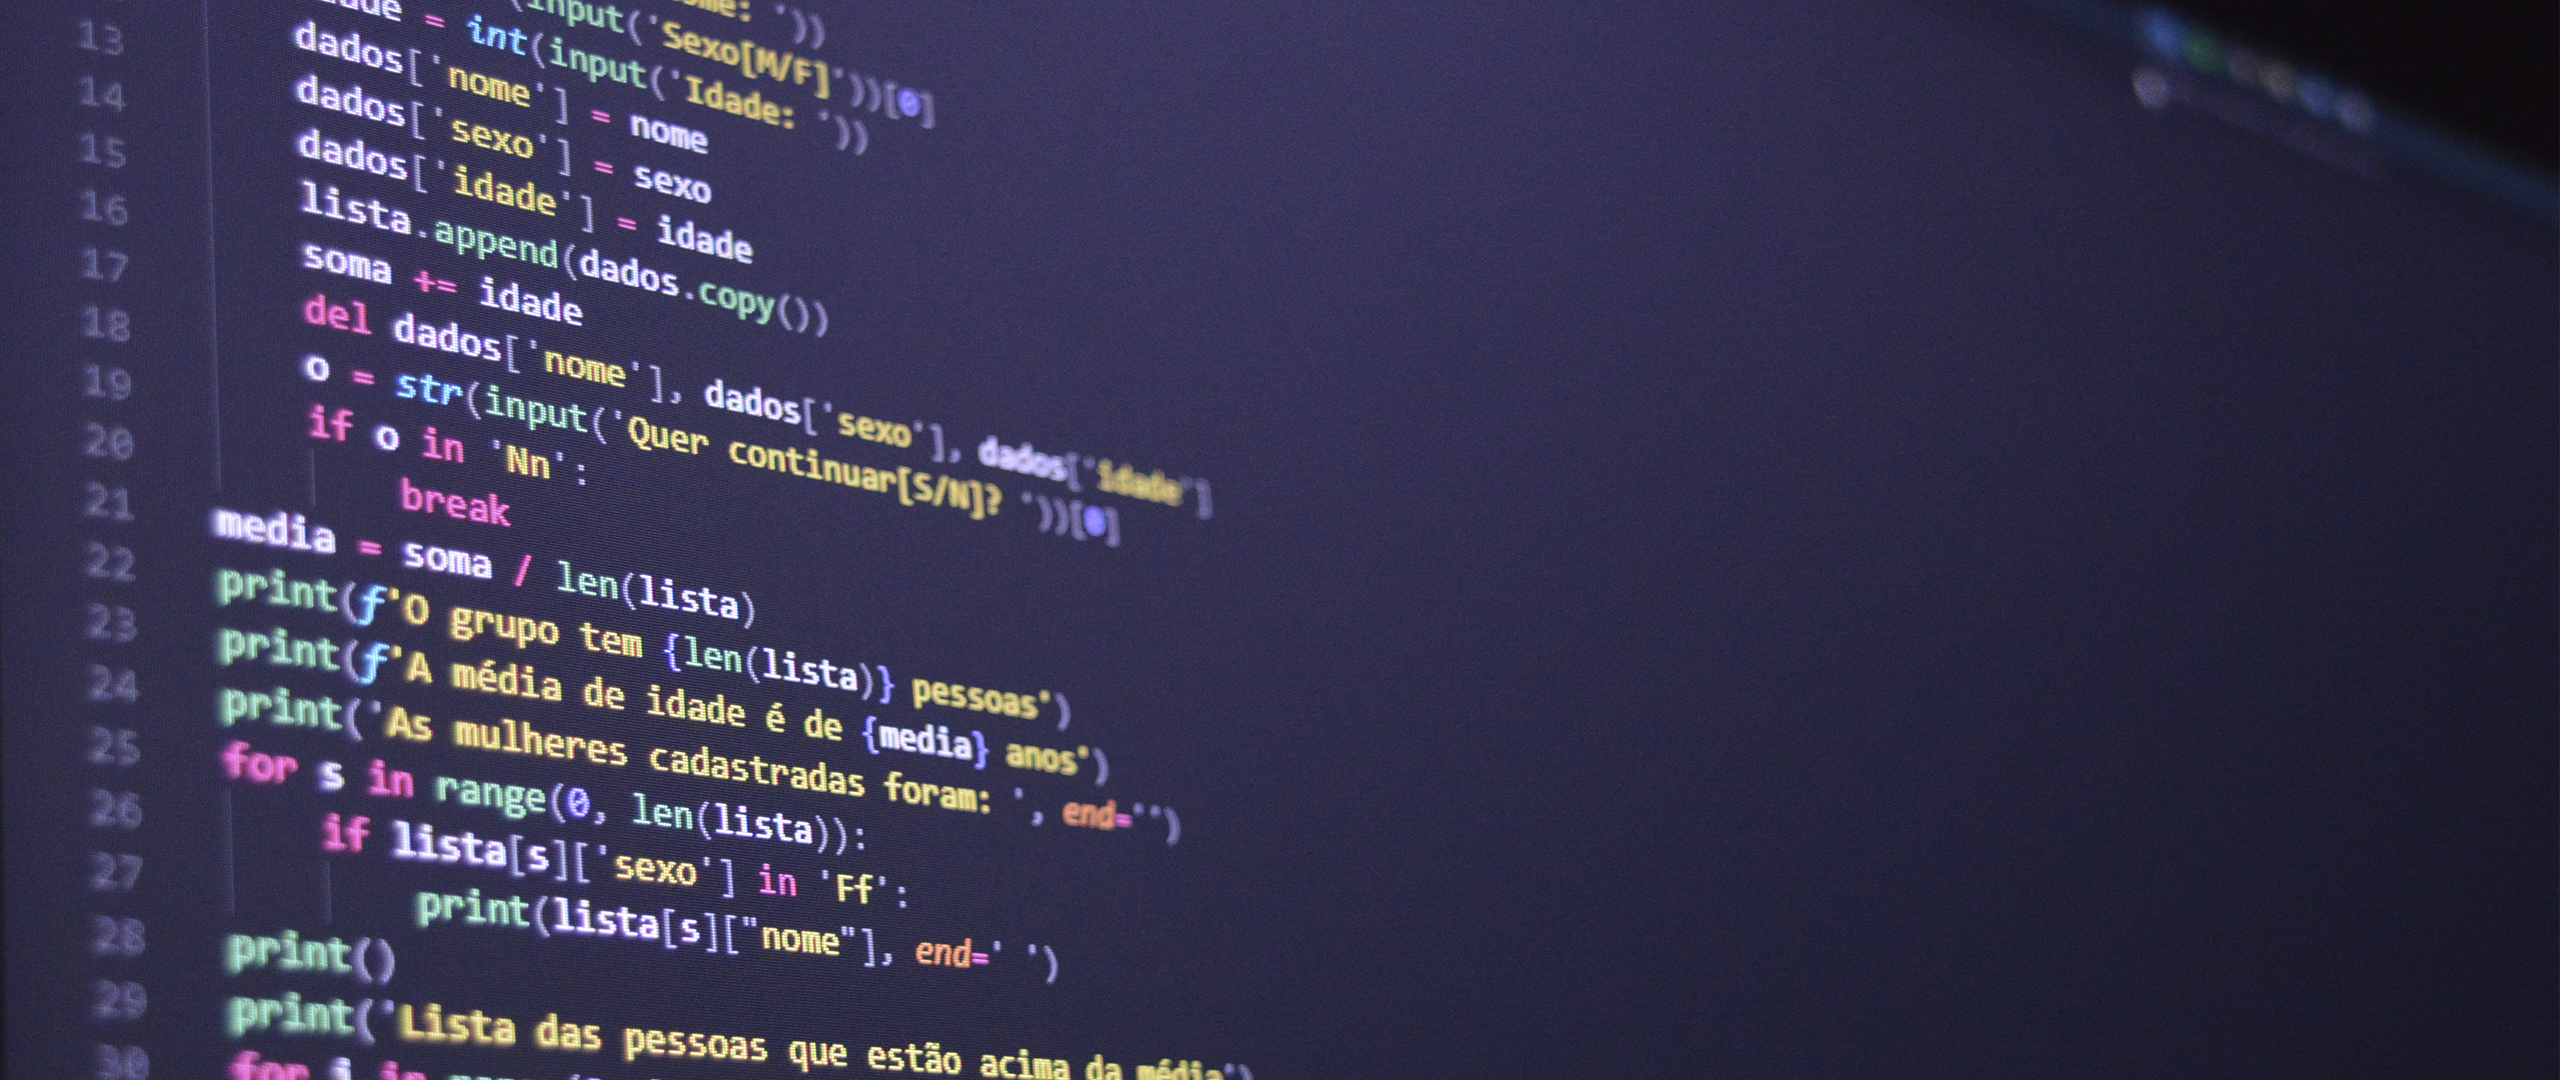 : '))
(input('Sexo[M/F]'))[0]
= int(input('Idade: '))
dados['nome'] = nome
13 dados['sexo'] = sexo
14 dados['idade'] = idade
15 lista.append(dados.copy())
16 soma += idade
17 del dados['nome'], dados['sexo'], dados['idade']
18 o = str(input('Quer continuar[S/N]? '))[0]
19 if o in 'Nn':
20 break
21 media = soma / len(lista)
22 print(f'O grupo tem {len(lista)} pessoas')
23 print(f'A média de idade é de {media} anos')
24 print('As mulheres cadastradas foram: ', end='')
25 for s in range(0, len(lista)):
26 if lista[s]['sexo'] in 'Ff':
27 print(lista[s]["nome"], end=' ')
28 print()
29 print('Lista das pessoas que estão acima da média')
30 for i in